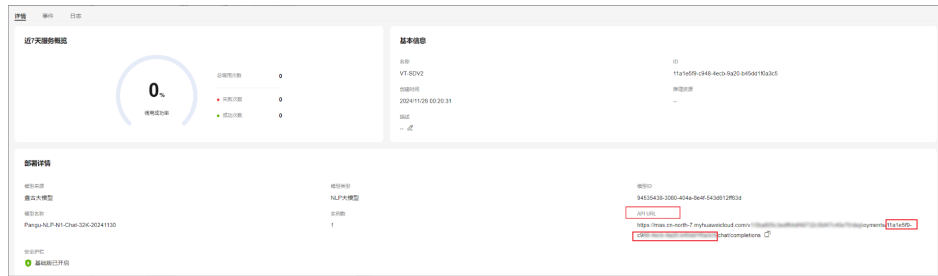 详情 事件 日志
近7天服务概览
基本信息
0%
使用成功率
总调用次数 0
失败次数 0
成功次数 0
名称
VT-SDV2
ID
11a1e5f9-c948-4ecb-9a20-b45dd1f0a3c5
创建时间
2024/11/28 00:20:31
推理资源
--
描述
--
部署详情
模型来源
盘古大模型
模型类型
NLP大模型
模型ID
94535438-3080-404a-8e4f-543d612ff63d
模型名称
Pangu-NLP-N1-Chat-32K-20241130
实例数
1
API URL
https://mas.cn-north-7.myhuaweicloud.com/v
oyments/11a1e5f9-
chat/completions
安全护栏
基础版已开启